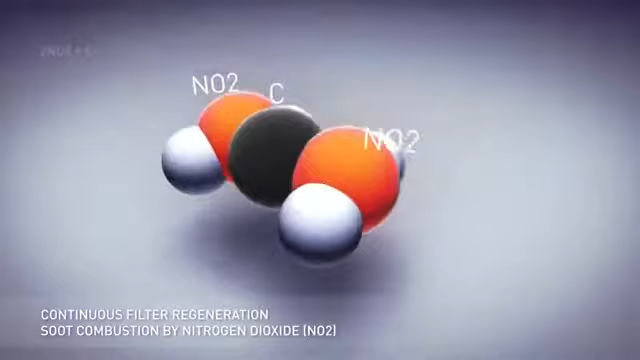 NO2
C
NO2
CONTINUOUS FILTER REGENERATION
SOOT COMBUSTION BY NITROGEN DIOXIDE (NO2)